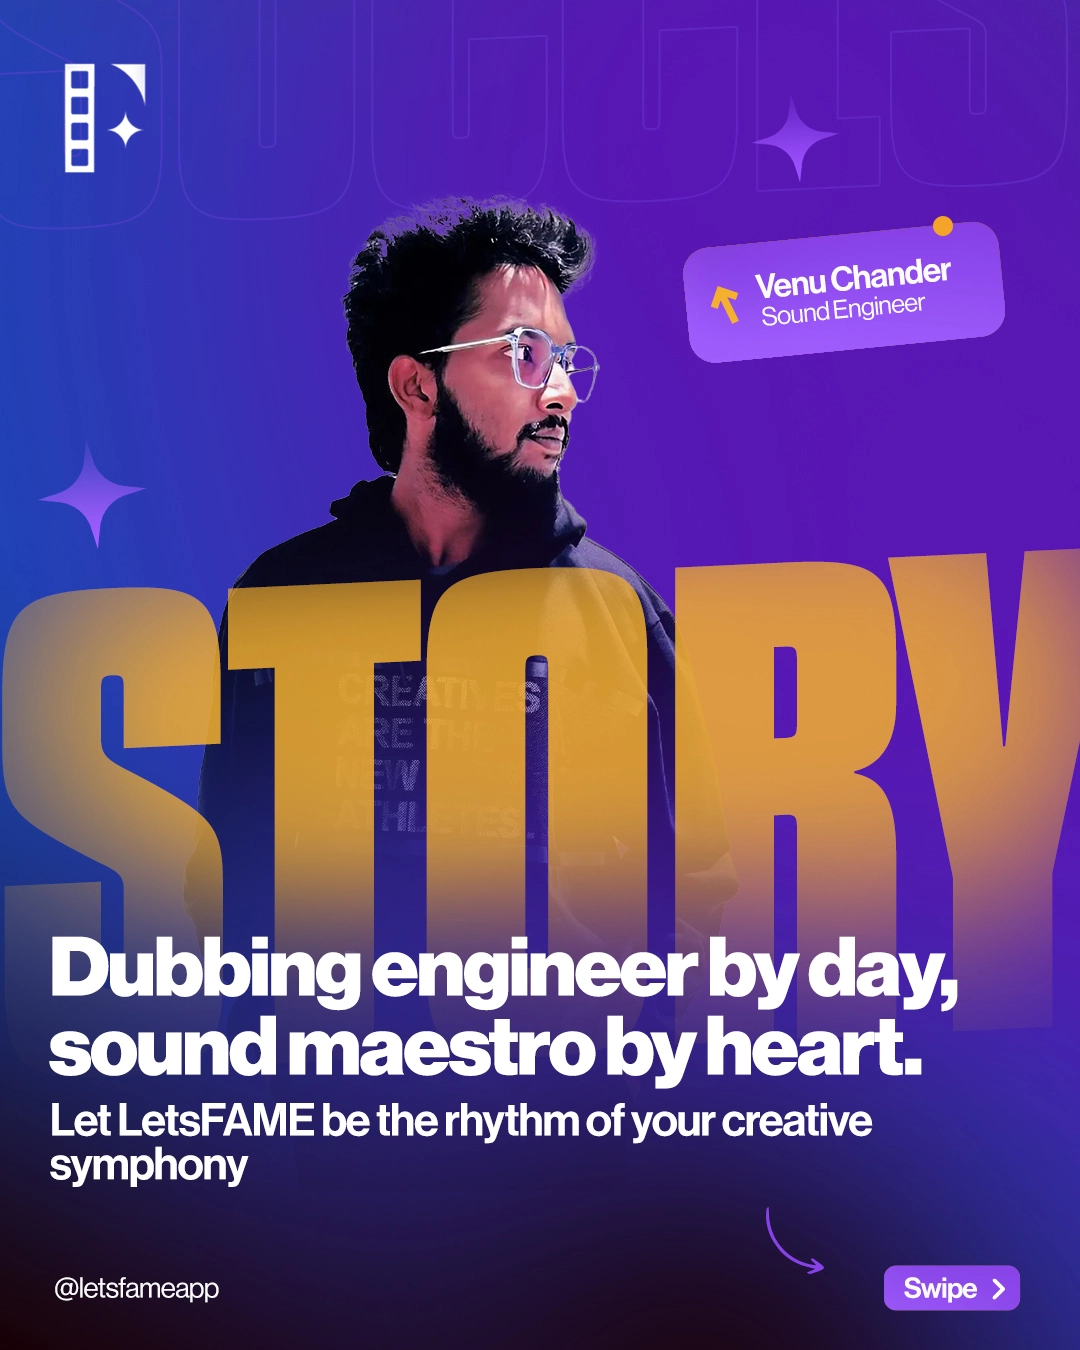 SUCCESS
Venu Chander
Sound Engineer
STORY
CREATIVES
ARE THE
NEW
ATHLETES.
Dubbing engineer by day,
sound maestro by heart.
Let LetsFAME be the rhythm of your creative
symphony
@letsfameapp
Swipe